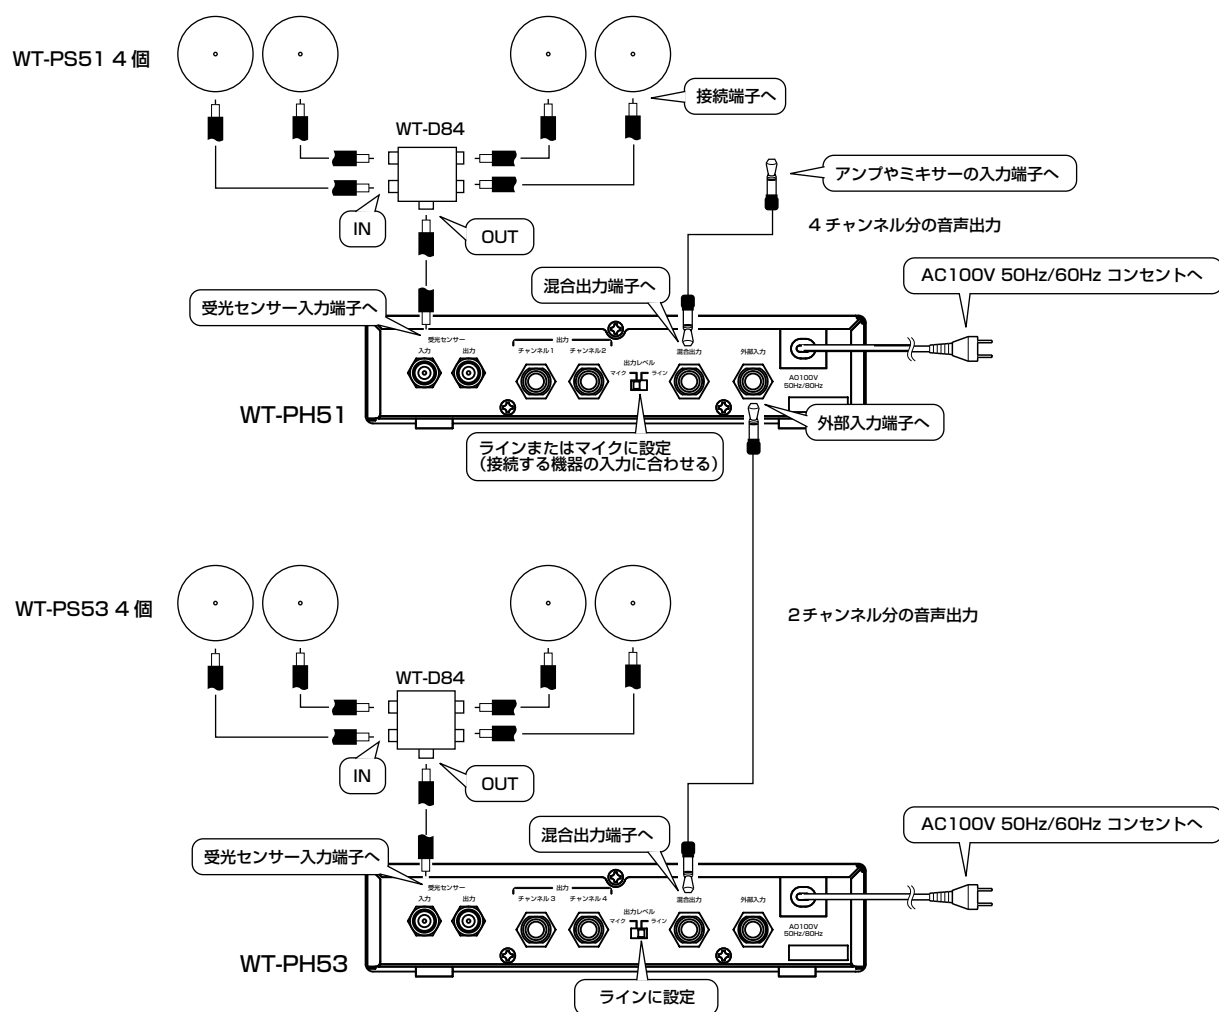 WT-PS51 4 個
接続端子へ
WT-D84
アンプやミキサーの入力端子へ
IN
OUT
4 チャンネル分の音声出力
AC100V 50Hz/60Hz コンセントへ
混合出力端子へ
受光センサー入力端子へ
受光センサー
入力
出力
出力
チャンネル1
チャンネル2
出力レベル
マイク
ライン
混合出力
外部入力
AC100V
50Hz/60Hz
WT-PH51
外部入力端子へ
ラインまたはマイクに設定
(接続する機器の入力に合わせる)
WT-PS53 4 個
2チャンネル分の音声出力
WT-D84
IN
OUT
AC100V 50Hz/60Hz コンセントへ
混合出力端子へ
受光センサー入力端子へ
受光センサー
入力
出力
出力
チャンネル 3
チャンネル 4
出力レベル
マイク
ライン
混合出力
外部入力
AC100V
50Hz/60Hz
WT-PH53
ラインに設定